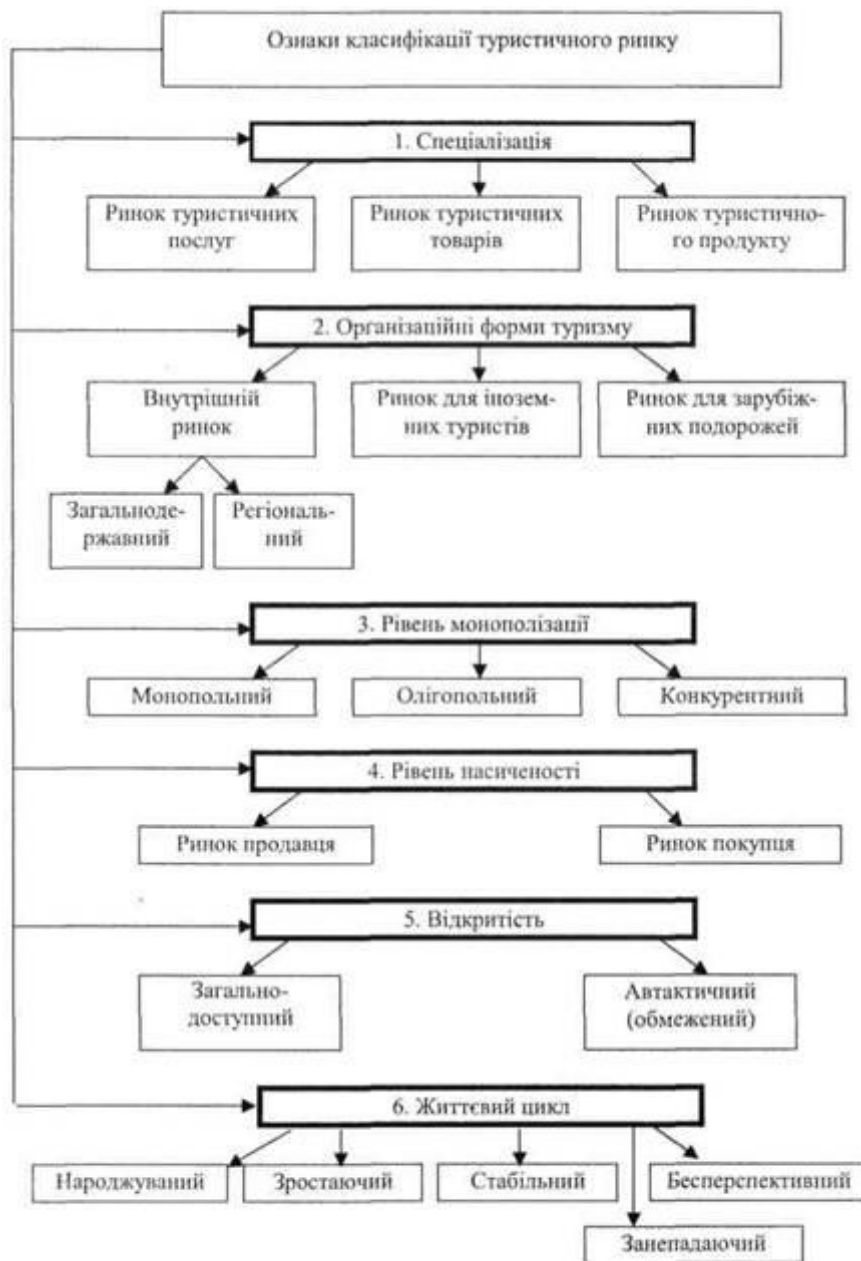 Ознаки класифікації туристичного ринку
1. Спеціалізація
Ринок туристичних
послуг
Ринок туристичних
товарів
Ринок туристично-
го продукту
2. Організаційні форми туризму
Внутрішній
ринок
Ринок для інозем-
них туристів
Ринок для зарубіж-
них подорожей
Загальноде-
ржавний
Регіональ-
ний
3. Рівень монополізації
Монопольний
Олігопольний
Конкурентний
4. Рівень насиченості
Ринок продавця
Ринок покупця
5. Відкритість
Загально-
доступний
Автактичний
(обмежений)
6. Життєвий цикл
Народжуваний
Зростаючий
Стабільний
Бесперспективний
Занепадаючий